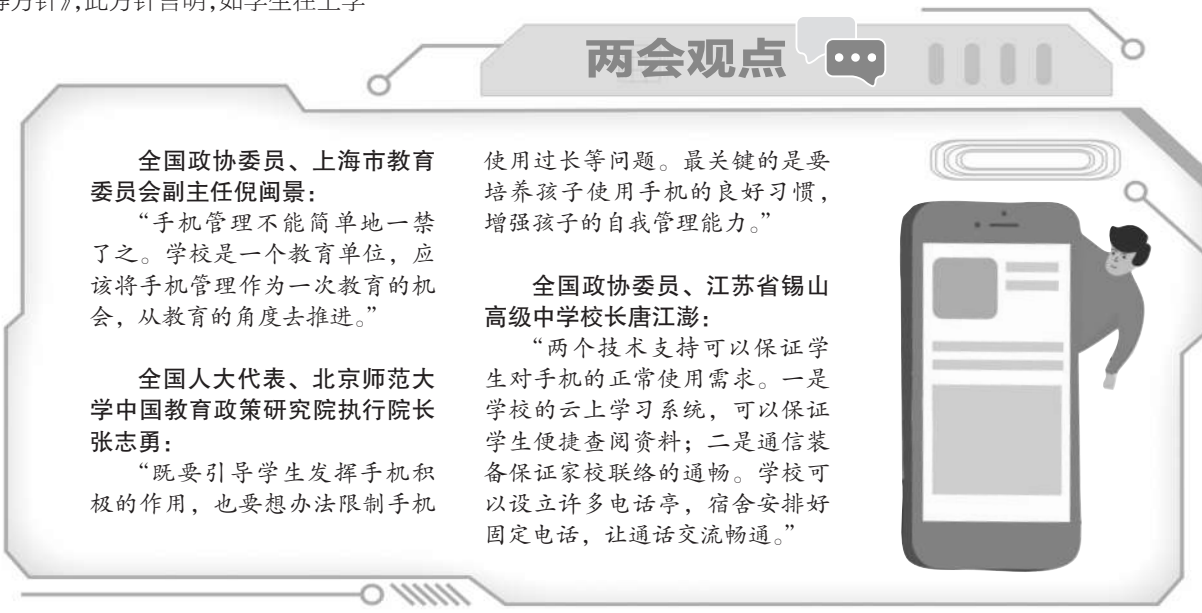 等方针》，此方针言明，如学生在上学
两会观点
全国政协委员、上海市教育
委员会副主任倪闽景：
“手机管理不能简单地一禁
了之。学校是一个教育单位，应
该将手机管理作为一次教育的机
会，从教育的角度去推进。”
全国人大代表、北京师范大
学中国教育政策研究院执行院长
张志勇：
“既要引导学生发挥手机积
极的作用，也要想办法限制手机
使用过长等问题。最关键的是要
培养孩子使用手机的良好习惯，
增强孩子的自我管理能力。”
全国政协委员、江苏省锡山
高级中学校长唐江澎：
“两个技术支持可以保证学
生对手机的正常使用需求。一是
学校的云上学习系统，可以保证
学生便捷查阅资料；二是通信装
备保证家校联络的通畅。学校可
以设立许多电话亭，宿舍安排好
固定电话，让通话交流畅通。”